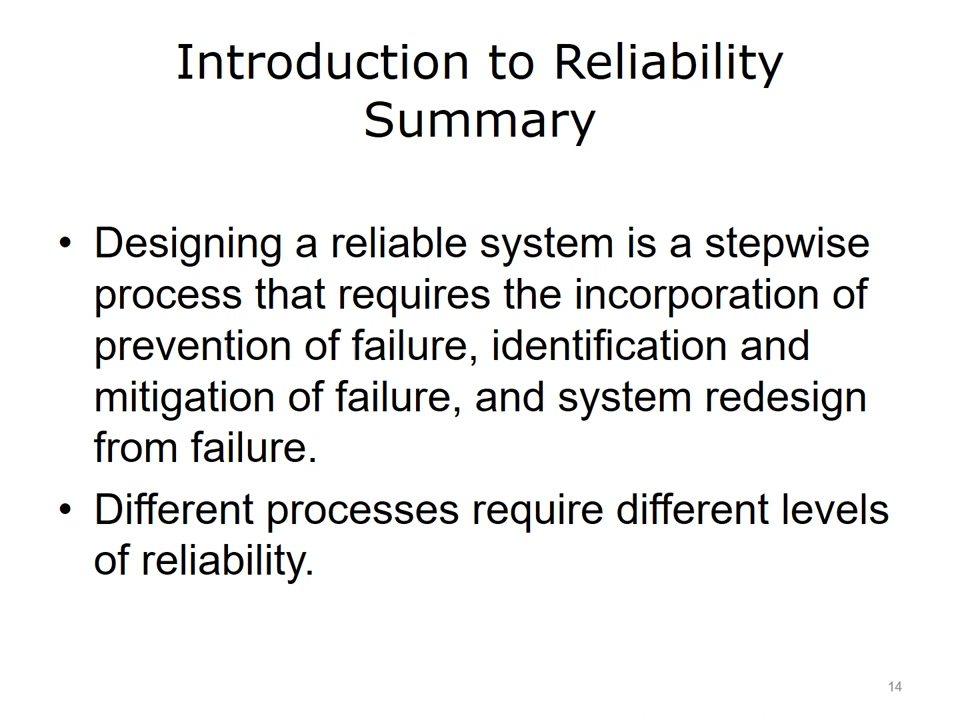 Introduction to Reliability
Summary
• Designing a reliable system is a stepwise
process that requires the incorporation of
prevention of failure, identification and
mitigation of failure, and system redesign
from failure.
• Different processes require different levels
of reliability.
14